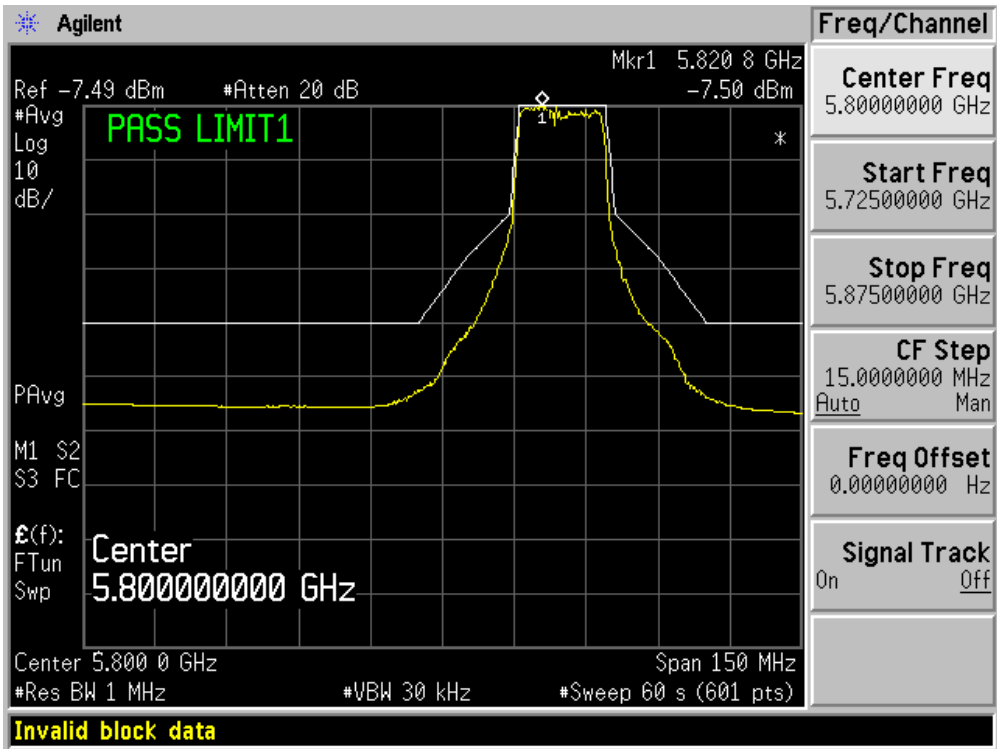 Agilent
Freq/Channel
Mkr1 5.820 8 GHz
Ref -7.49 dBm #Atten 20 dB -7.50 dBm
#Avg
Log
10
dB/
PASS LIMIT1
1
*
PAvg
M1 S2
S3 FC
£(f):
FTun
Swp
Center
5.800000000 GHz
Center 5.800 0 GHz Span 150 MHz
#Res BW 1 MHz #VBW 30 kHz #Sweep 60 s (601 pts)
Center Freq
5.80000000 GHz
Start Freq
5.72500000 GHz
Stop Freq
5.87500000 GHz
CF Step
15.0000000 MHz
Auto Man
Freq Offset
0.00000000 Hz
Signal Track
On Off
Invalid block data